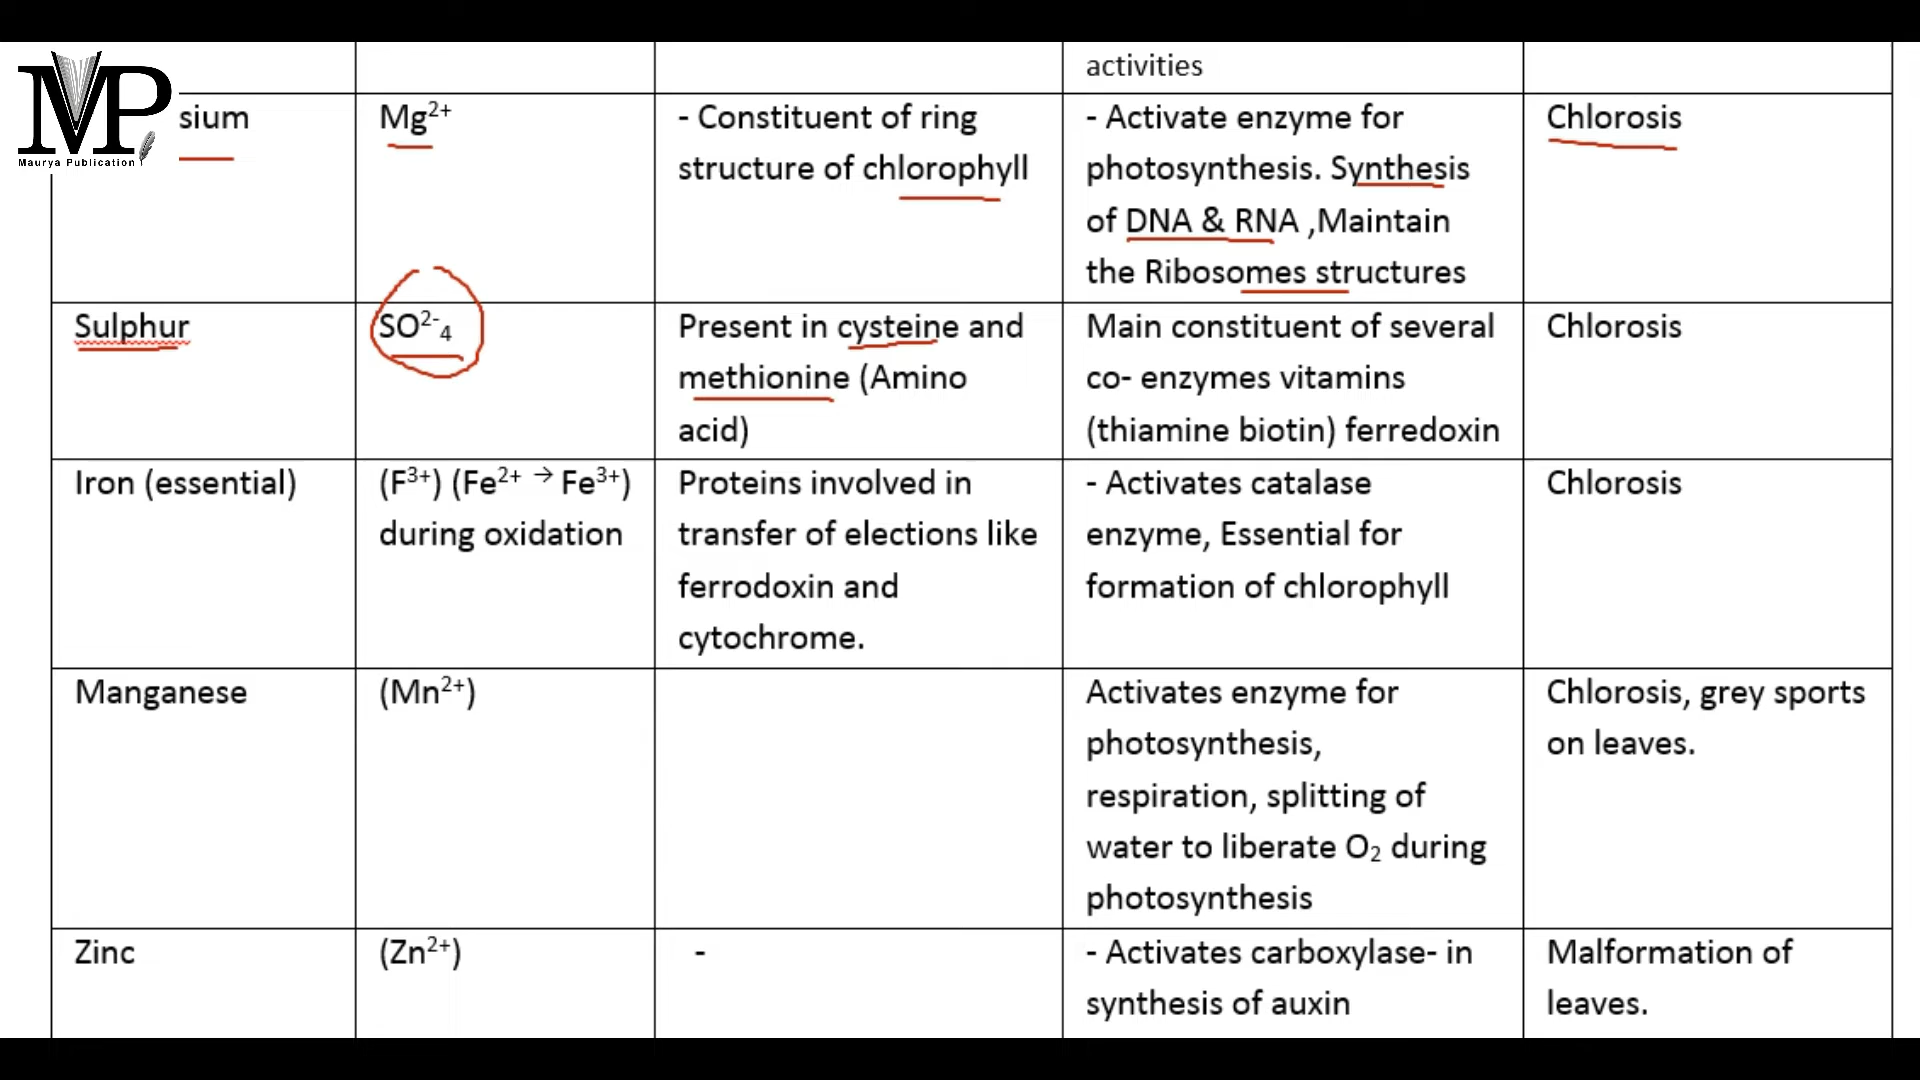 activities
MP
Maurya Publication
sium
Mg²⁺
- Constituent of ring
structure of chlorophyll
- Activate enzyme for
photosynthesis. Synthesis
of DNA & RNA ,Maintain
the Ribosomes structures
Chlorosis
Sulphur
SO²⁻₄
Present in cysteine and
methionine (Amino
acid)
Main constituent of several
co- enzymes vitamins
(thiamine biotin) ferredoxin
Chlorosis
Iron (essential)
(F³⁺) (Fe²⁺ → Fe³⁺)
during oxidation
Proteins involved in
transfer of elections like
ferrodoxin and
cytochrome.
- Activates catalase
enzyme, Essential for
formation of chlorophyll
Chlorosis
Manganese
(Mn²⁺)
Activates enzyme for
photosynthesis,
respiration, splitting of
water to liberate O₂ during
photosynthesis
Chlorosis, grey sports
on leaves.
Zinc
(Zn²⁺)
-
- Activates carboxylase- in
synthesis of auxin
Malformation of
leaves.